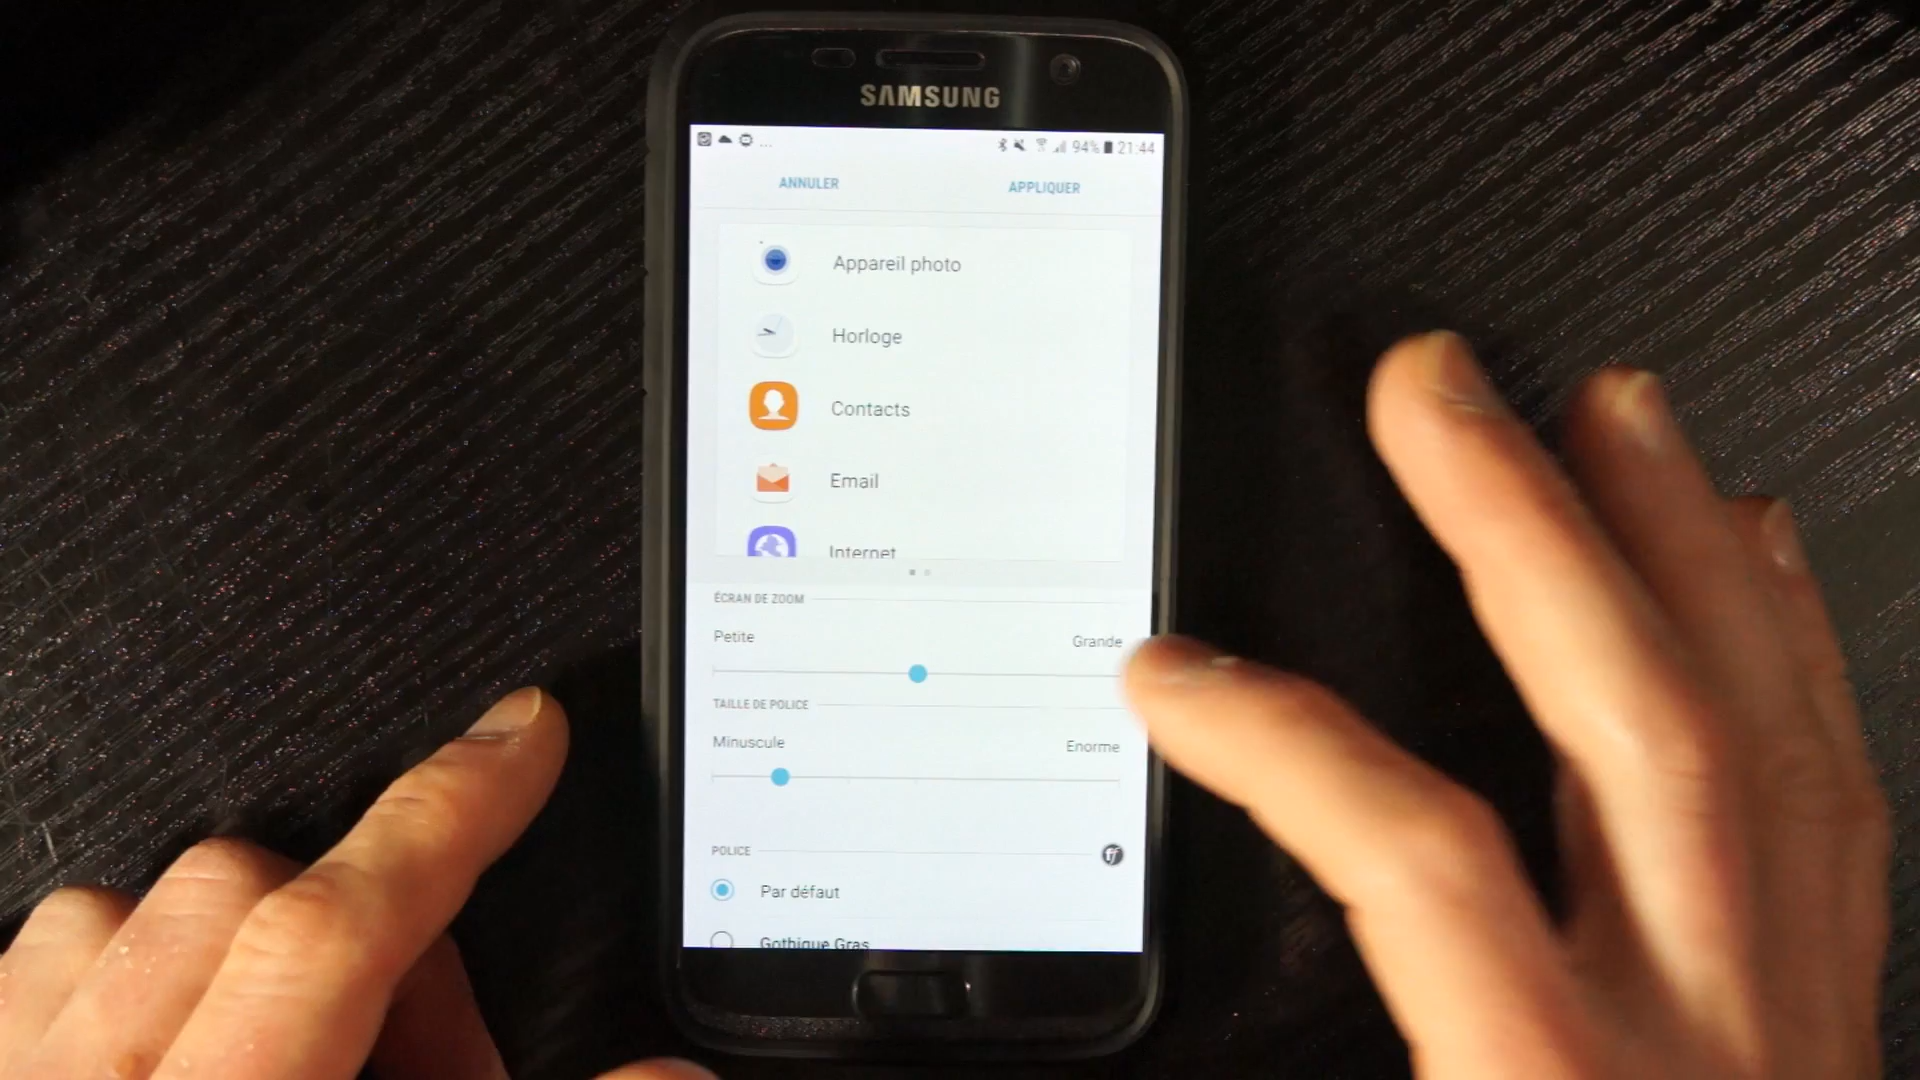 SAMSUNG
... 94% 21:44
ANNULER APPLIQUER
Appareil photo
Horloge
Contacts
Email
Internet
ÉCRAN DE ZOOM
Petite Grande
TAILLE DE POLICE
Minuscule Enorme
POLICE
Par défaut
Gothique Gras